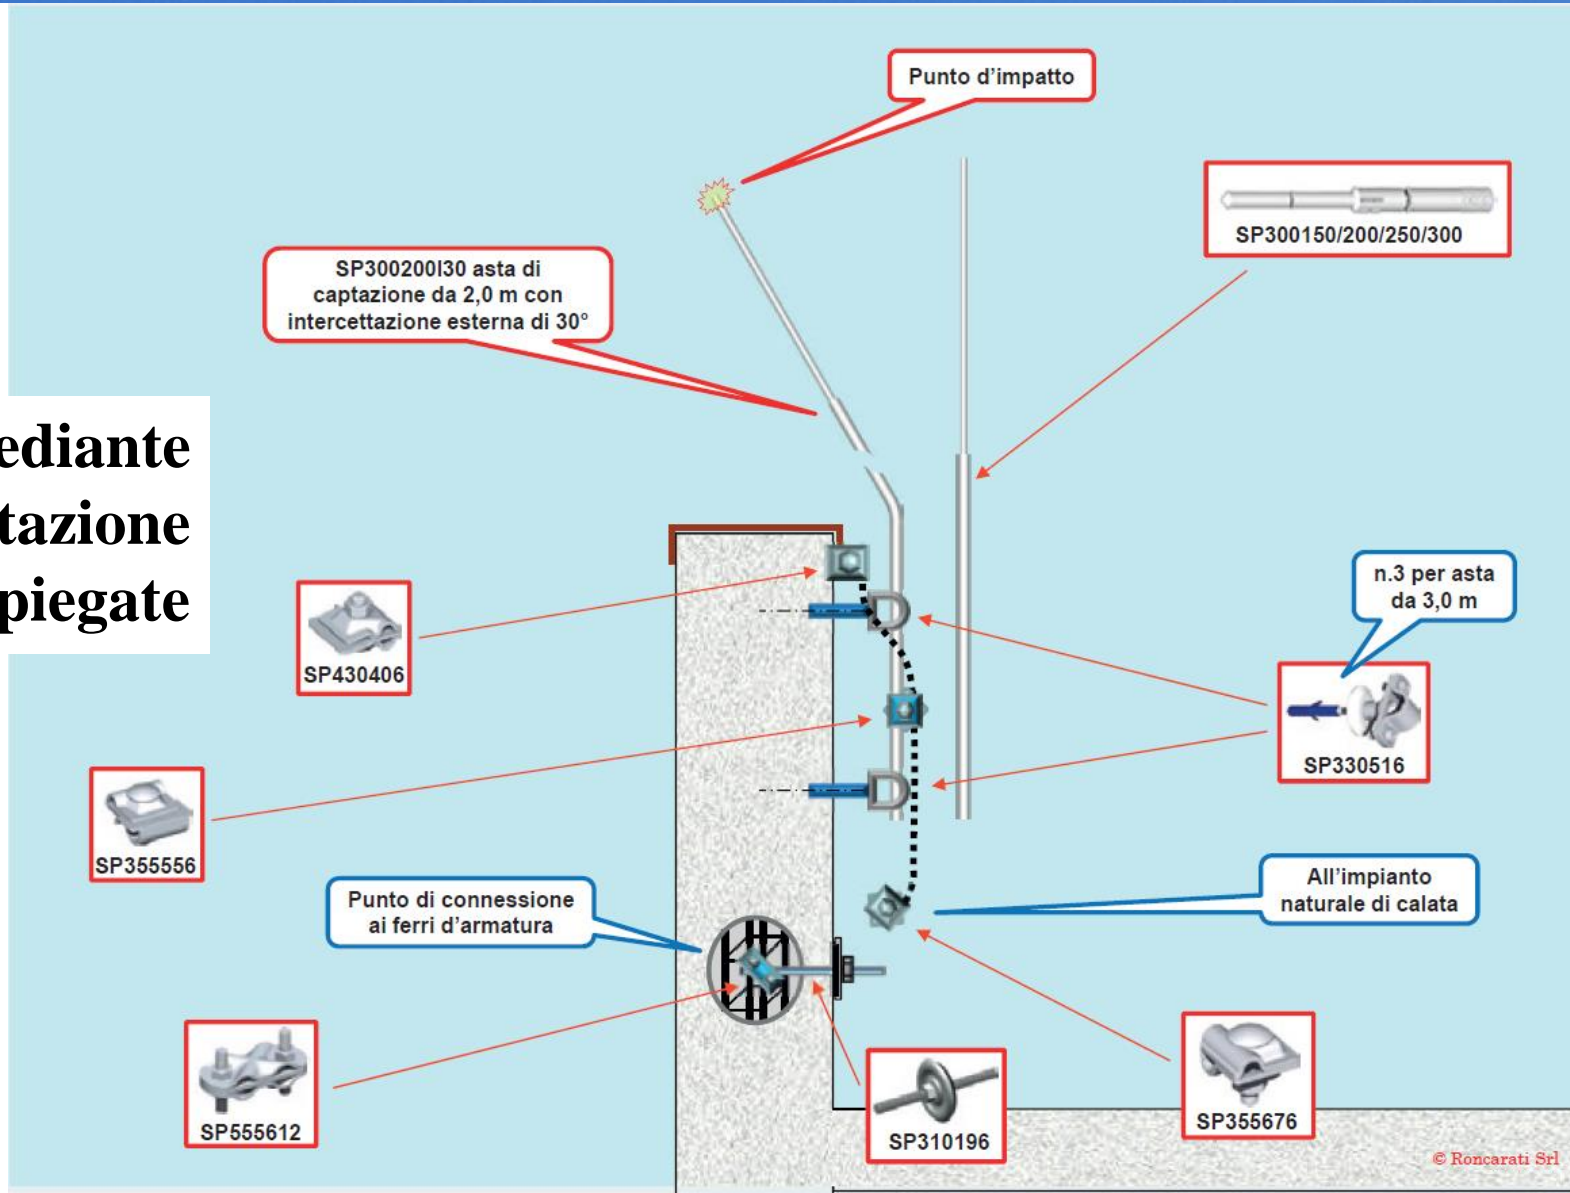 Punto d'impatto
SP300150/200/250/300
SP300200I30 asta di
captazione da 2,0 m con
intercettazione esterna di 30°
ediante
tazione
piegate
n.3 per asta
da 3,0 m
SP430406
SP330516
SP355556
Punto di connessione
ai ferri d'armatura
All'impianto
naturale di calata
SP555612
SP310196
SP355676
© Roncarati Srl